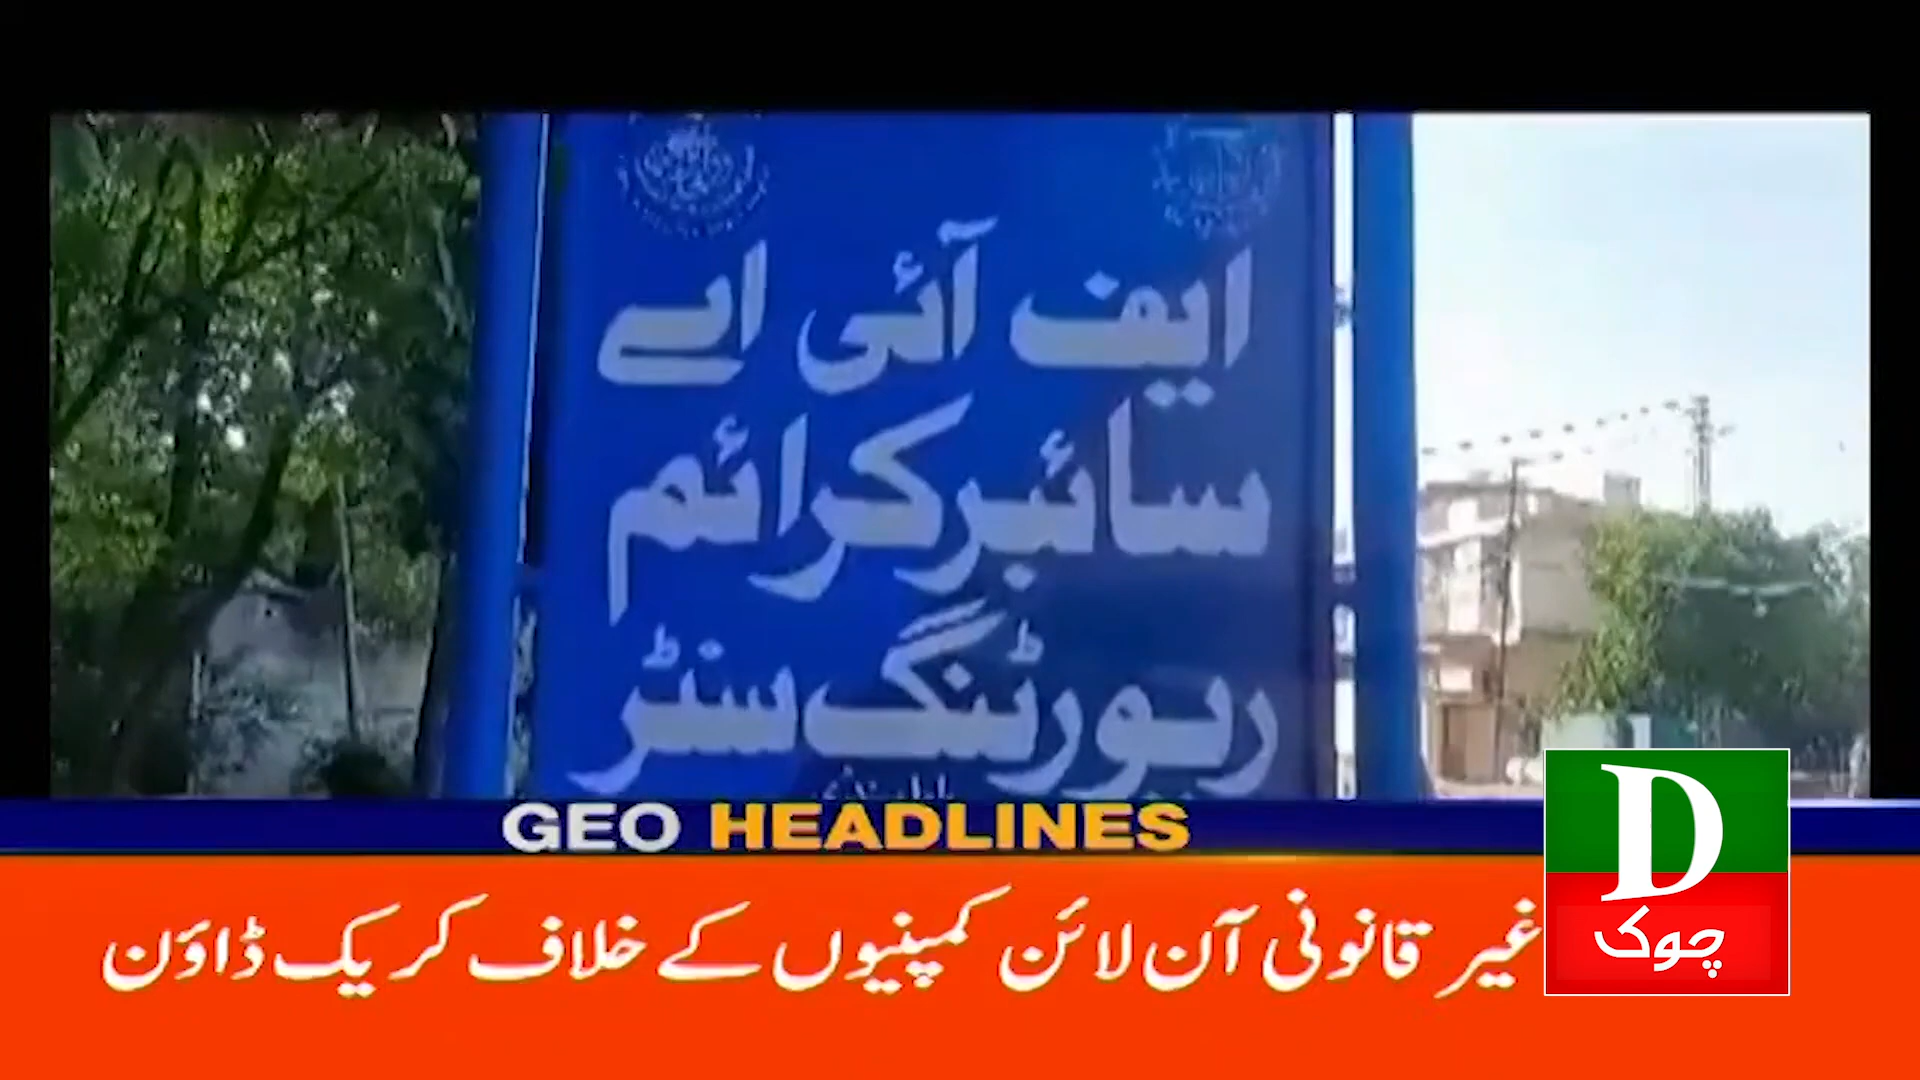 ایف آئی اے
سائبر کرائم
رپورٹنگ سنٹر
GEO HEADLINES
غیر قانونی آن لائن کمپنیوں کے خلاف کریک ڈاؤن
D
چوک